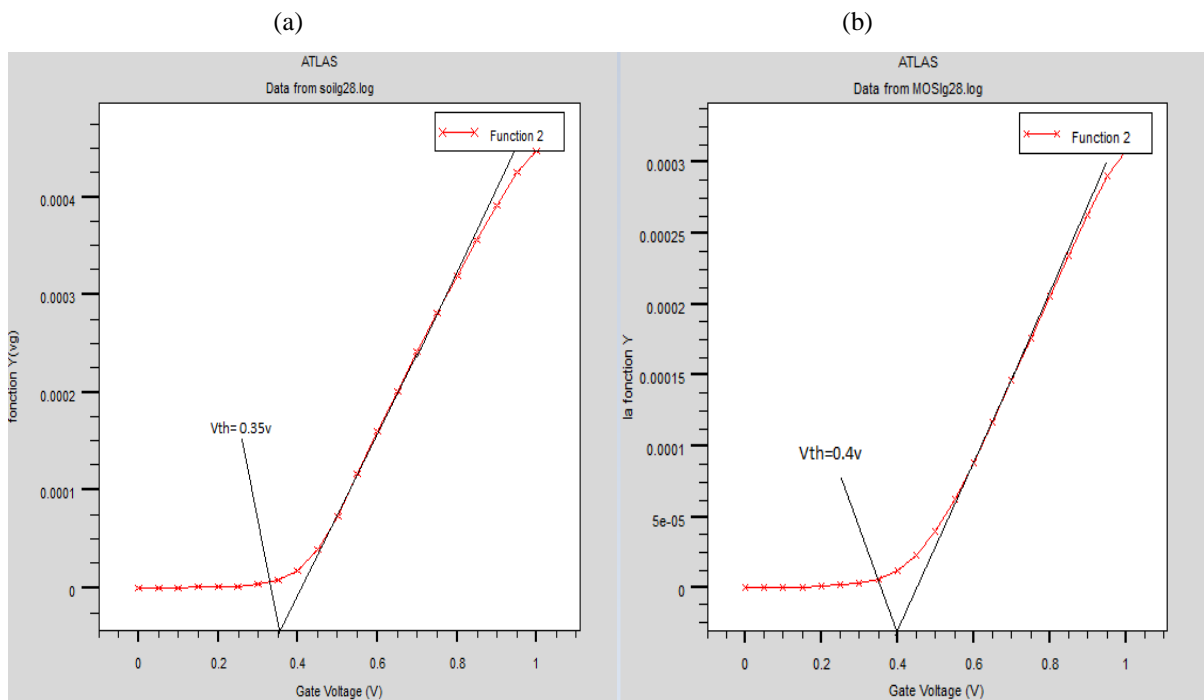 (a)
ATLAS
Data from soilg28.log
Function 2
0.0004
0.0003
0.0002
0.0001
0
fonction Y(vg)
Vth= 0.35v
0
0.2
0.4
0.6
0.8
1
Gate Voltage (V)
(b)
ATLAS
Data from MOSlg28.log
Function 2
0.0003
0.00025
0.0002
0.00015
0.0001
5e-05
0
la fonction Y
Vth=0.4v
0
0.2
0.4
0.6
0.8
1
Gate Voltage (V)